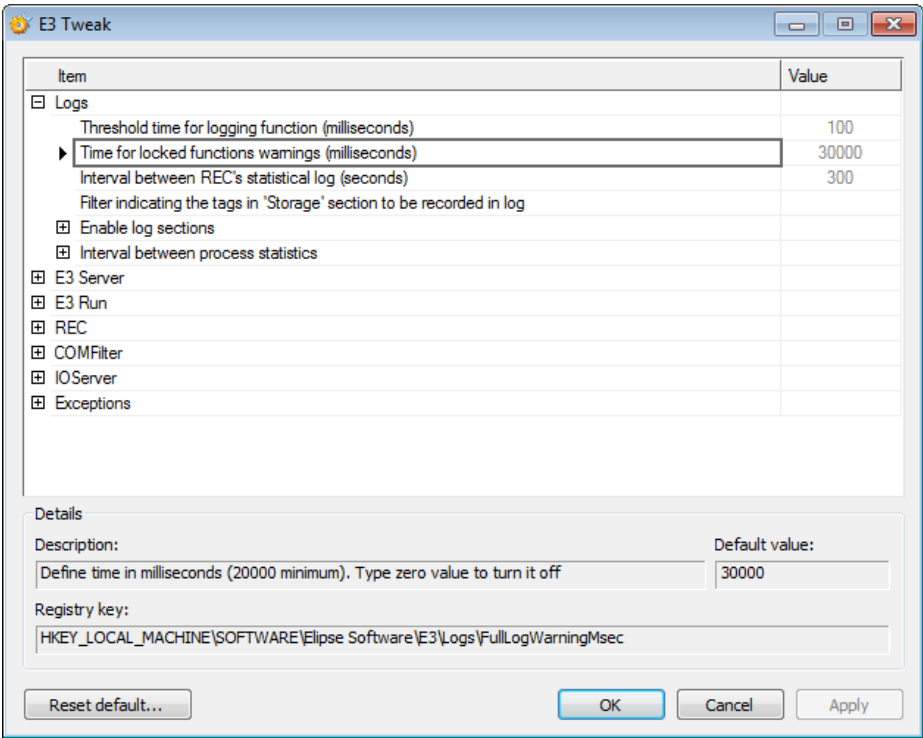 E3 Tweak
Item Value
Logs
Threshold time for logging function (milliseconds) 100
Time for locked functions warnings (milliseconds) 30000
Interval between REC's statistical log (seconds) 300
Filter indicating the tags in 'Storage' section to be recorded in log
Enable log sections
Interval between process statistics
E3 Server
E3 Run
REC
COMFilter
IOServer
Exceptions
Details
Description: Default value:
Define time in milliseconds (20000 minimum). Type zero value to turn it off 30000
Registry key:
HKEY_LOCAL_MACHINE\SOFTWARE\Elipse Software\E3\Logs\FullLogWarningMsec
Reset default... OK Cancel Apply